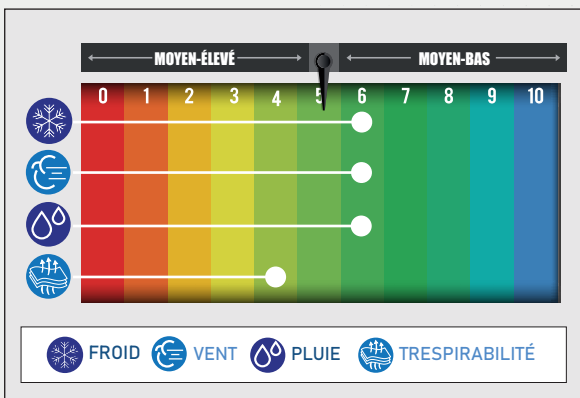 MOYEN-ÉLEVÉ MOYEN-BAS
0 1 2 3 4 5 6 7 8 9 10
FROID VENT PLUIE TRESPIRABILITÉ